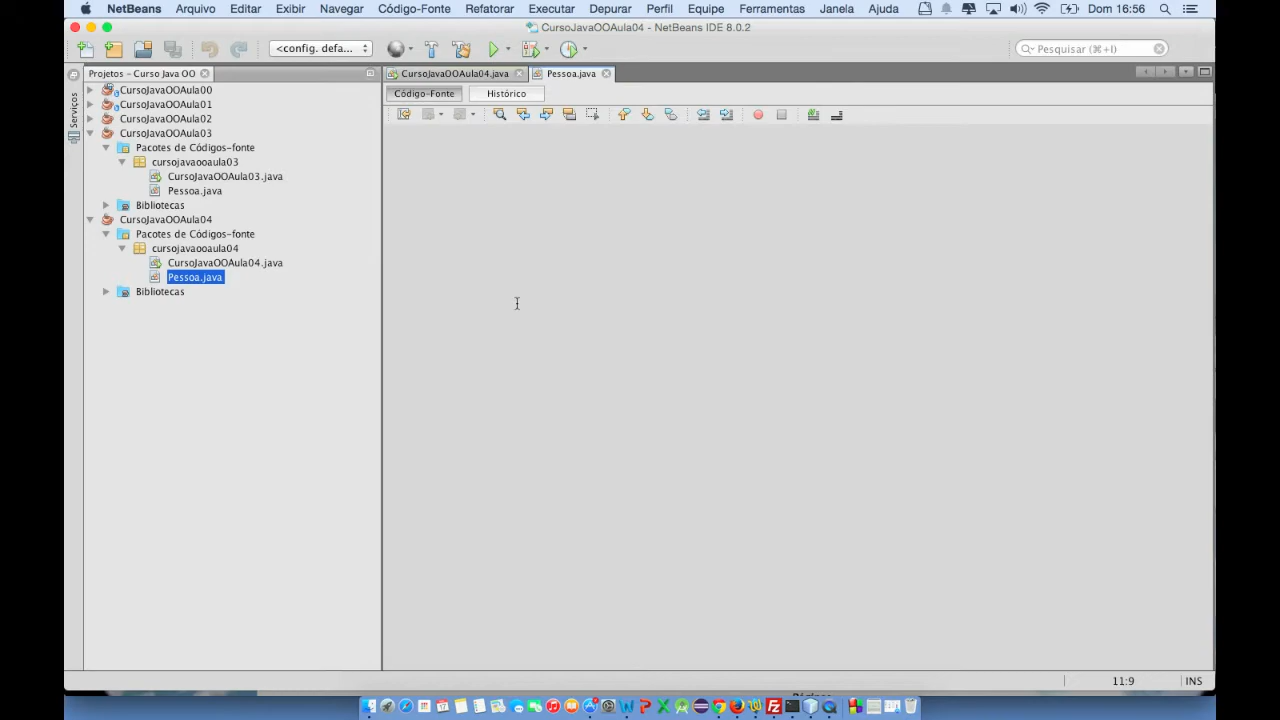 NetBeans Arquivo Editar Exibir Navegar Código-Fonte Refatorar Executar Depurar Perfil Equipe Ferramentas Janela Ajuda Dom 16:56
CursoJavaOOAula04 - NetBeans IDE 8.0.2
<config. defa... Pesquisar (⌘+I)
Projetos - Curso Java OO CursoJavaOOAula04.java Pessoa.java
Serviços
Código-Fonte Histórico
CursoJavaOOAula00
CursoJavaOOAula01
CursoJavaOOAula02
CursoJavaOOAula03
Pacotes de Códigos-fonte
cursojavaooaula03
CursoJavaOOAula03.java
Pessoa.java
Bibliotecas
CursoJavaOOAula04
Pacotes de Códigos-fonte
cursojavaooaula04
CursoJavaOOAula04.java
Pessoa.java
Bibliotecas
11:9 INS